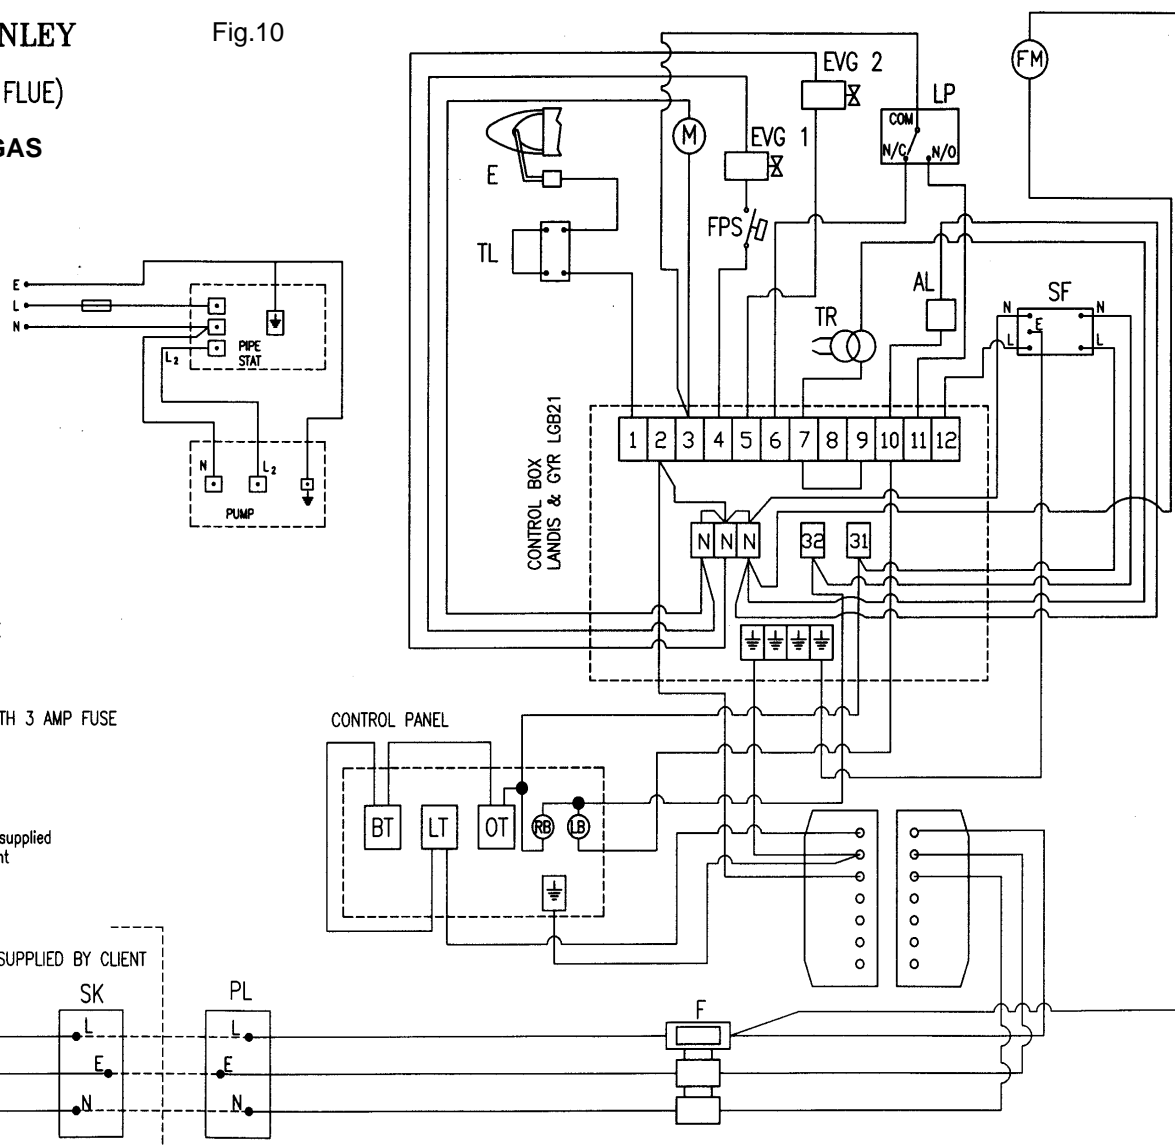 NLEY
Fig.10
FLUE)
GAS
FM
EVG 2
LP
COM
N/C
N/O
M
EVG 1
E
FPS
TL
AL
SF
TR
N
E
L
N
L
E
L
N
PIPE
STAT
L2
N
L2
PUMP
CONTROL BOX
LANDIS & GYR LGB21
1 2 3 4 5 6 7 8 9 10 11 12
N N N
32
31
TH 3 AMP FUSE
CONTROL PANEL
BT
LT
OT
RB
LB
supplied
nt
SUPPLIED BY CLIENT
SK
PL
F
L
L
E
E
N
N